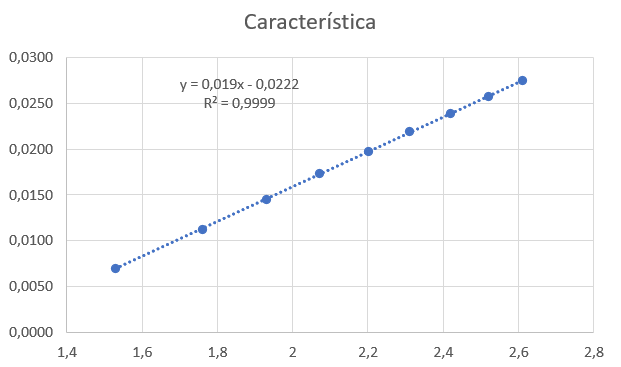 Característica
0,0300
0,0250
0,0200
0,0150
0,0100
0,0050
0,0000
y = 0,019x - 0,0222
R² = 0,9999
1,4 1,6 1,8 2 2,2 2,4 2,6 2,8